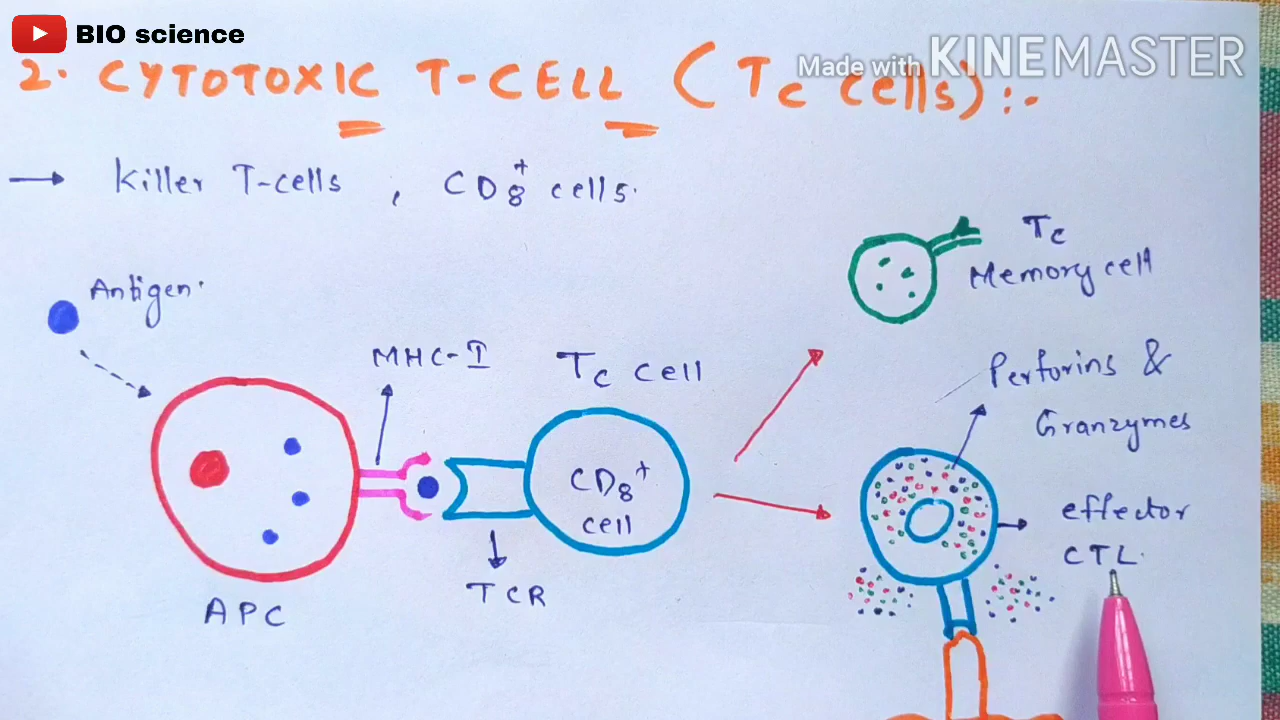 BIO science
Made with KINEMASTER
2. CYTOTOXIC T-CELL (Tc cells):-
→ Killer T-cells , CD8+ cells.
Antigen.
MHC-I
Tc cell
Tc
Memory cell
Perforins &
Granzymes
CD8+
cell
effector
CTL.
TCR
APC